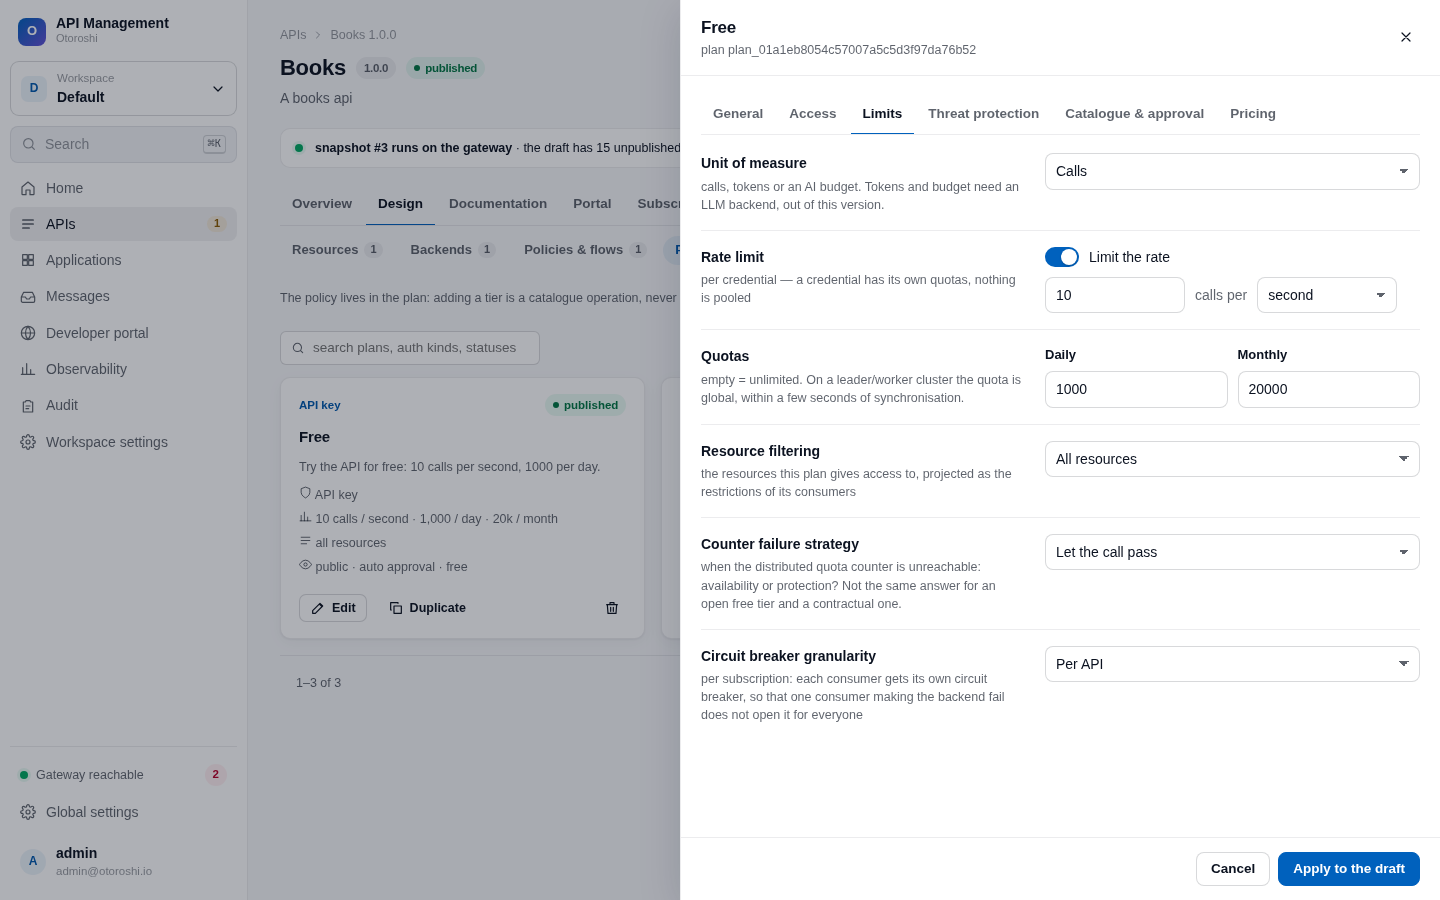 O
API Management
Otoroshi
D
Workspace
Default
Search
⌘K
Home
APIs
1
Applications
Messages
Developer portal
Observability
Audit
Workspace settings
Gateway reachable
2
Global settings
A
admin
admin@otoroshi.io
APIs
Books 1.0.0
Books
1.0.0
published
A books api
snapshot #3 runs on the gateway · the draft has 15 unpublished
Overview
Design
Documentation
Portal
Resources 1
Backends 1
Policies & flows 1
The policy lives in the plan: adding a tier is a catalogue operation, never
search plans, auth kinds, statuses
API key
published
Free
Try the API for free: 10 calls per second, 1000 per day.
API key
10 calls / second · 1,000 / day · 20k / month
all resources
public · auto approval · free
Edit
Duplicate
1–3 of 3
Free
plan plan_01a1eb8054c57007a5c5d3f97da76b52
General
Access
Limits
Threat protection
Catalogue & approval
Pricing
Unit of measure
calls, tokens or an AI budget. Tokens and budget need an
LLM backend, out of this version.
Calls
Rate limit
per credential — a credential has its own quotas, nothing
is pooled
Limit the rate
10
calls per
second
Quotas
empty = unlimited. On a leader/worker cluster the quota is
global, within a few seconds of synchronisation.
Daily
Monthly
1000
20000
Resource filtering
the resources this plan gives access to, projected as the
restrictions of its consumers
All resources
Counter failure strategy
when the distributed quota counter is unreachable:
availability or protection? Not the same answer for an
open free tier and a contractual one.
Let the call pass
Circuit breaker granularity
per subscription: each consumer gets its own circuit
breaker, so that one consumer making the backend fail
does not open it for everyone
Per API
Cancel
Apply to the draft